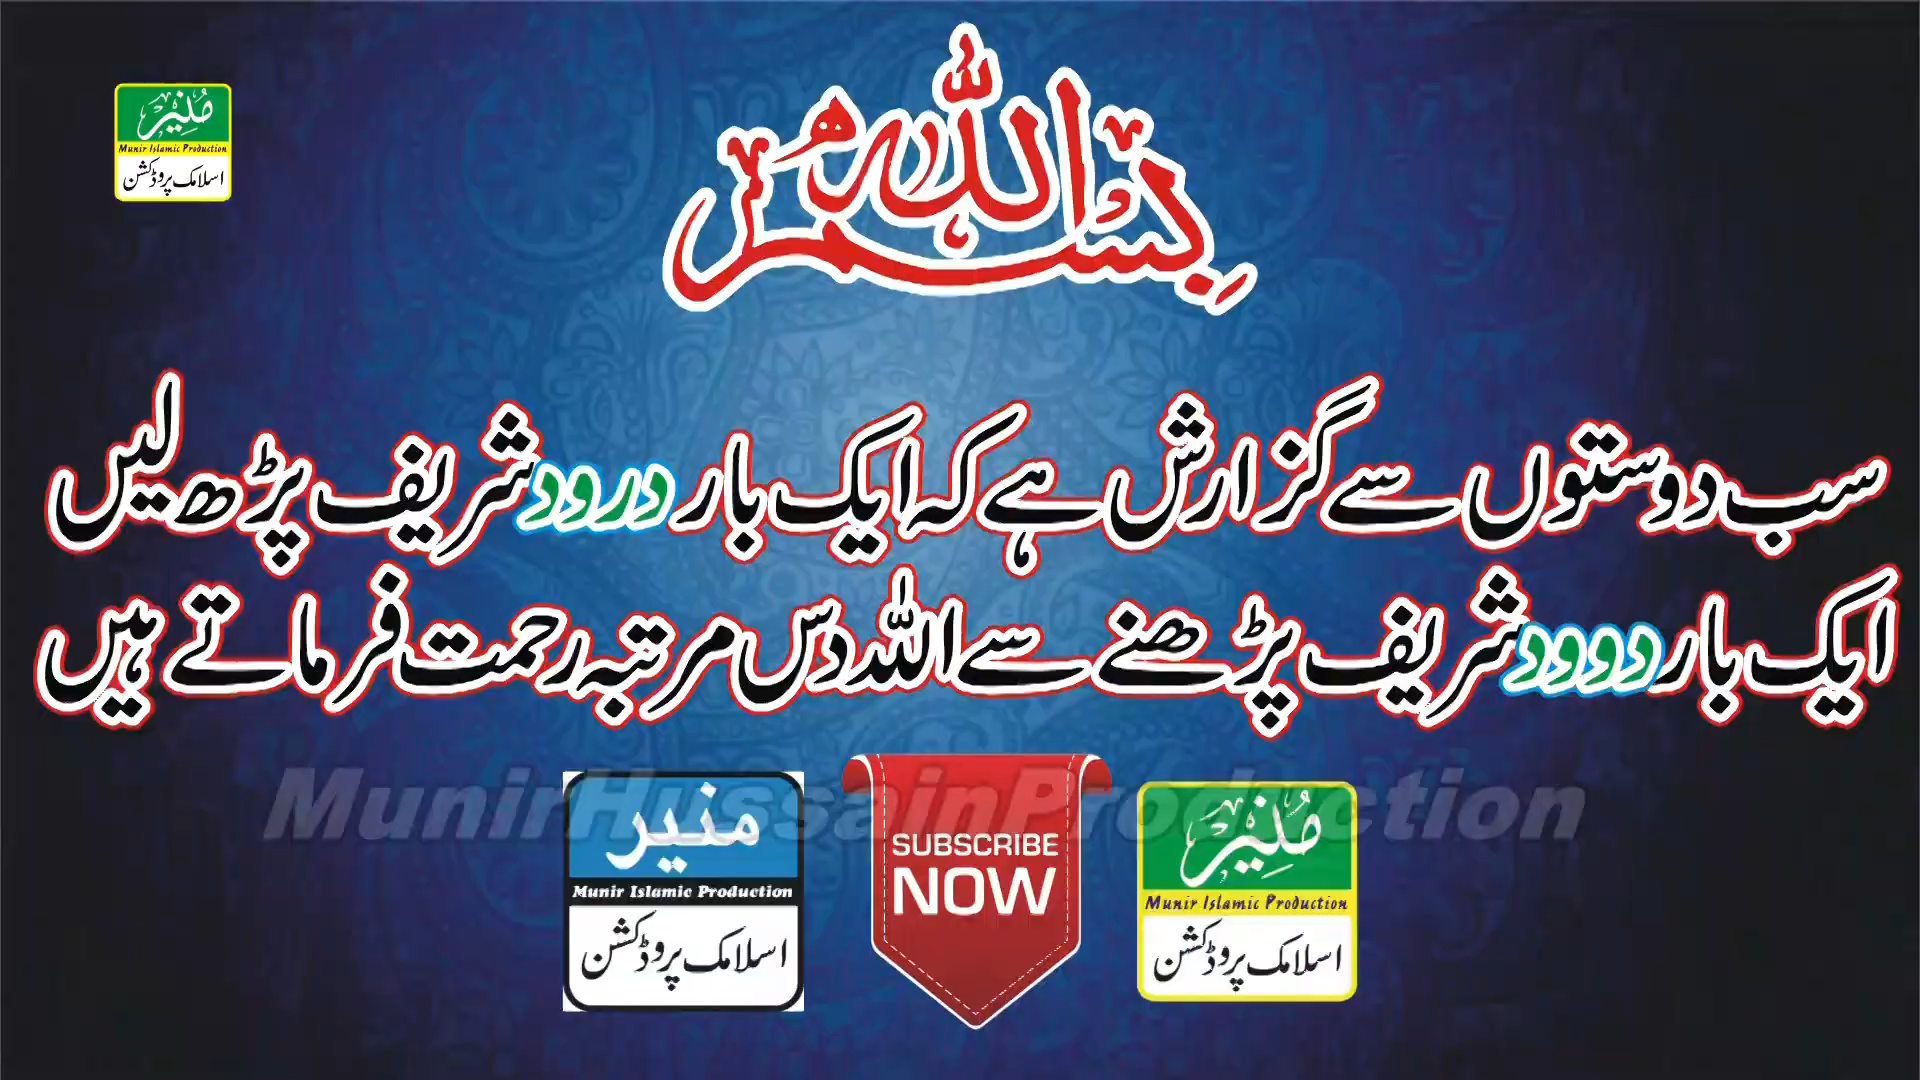 بسم اللہ
منیر
Munir Islamic Production
اسلامک پروڈکشن
سب دوستوں سے گزارش ہے کہ ایک بار درود شریف پڑھ لیں
ایک بار دوود شریف پڑھنے سے اللہ دس مرتبہ رحمت فرماتے ہیں
MunirHussainProduction
منیر
Munir Islamic Production
اسلامک پروڈکشن
SUBSCRIBE
NOW
مُنِیر
Munir Islamic Production
اسلامک پروڈکشن